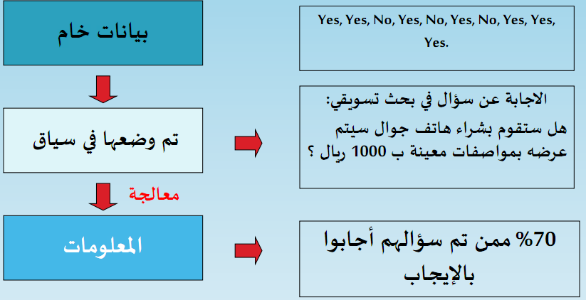 بيانات خام
Yes, Yes, No, Yes, No, Yes, No, Yes, Yes,
Yes.
تم وضعها في سياق
الاجابة عن سؤال في بحث تسويقي:
هل ستقوم بشراء هاتف جوال سيتم
عرضه بمواصفات معينة ب 1000 ريال ؟
معالجة
المعلومات
70% ممن تم سؤالهم أجابوا
بالإيجاب